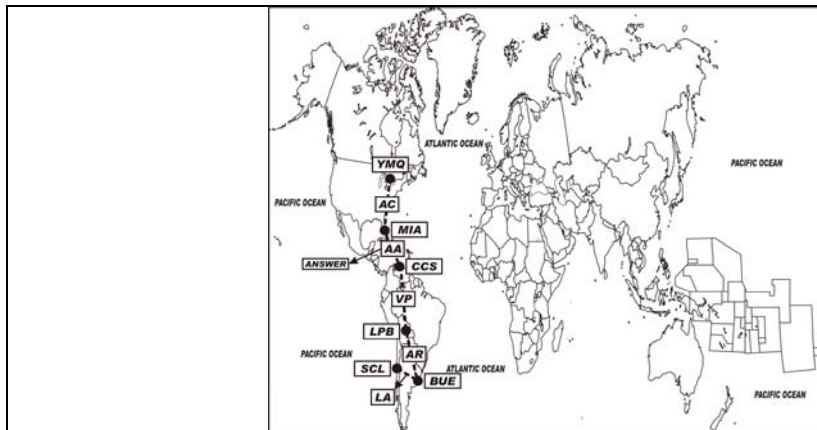 ATLANTIC OCEAN
YMQ
PACIFIC OCEAN
PACIFIC OCEAN
AC
MIA
AA
ANSWER
CCS
VP
LPB
AR
PACIFIC OCEAN
SCL
ATLANTIC OCEAN
BUE
LA
PACIFIC OCEAN